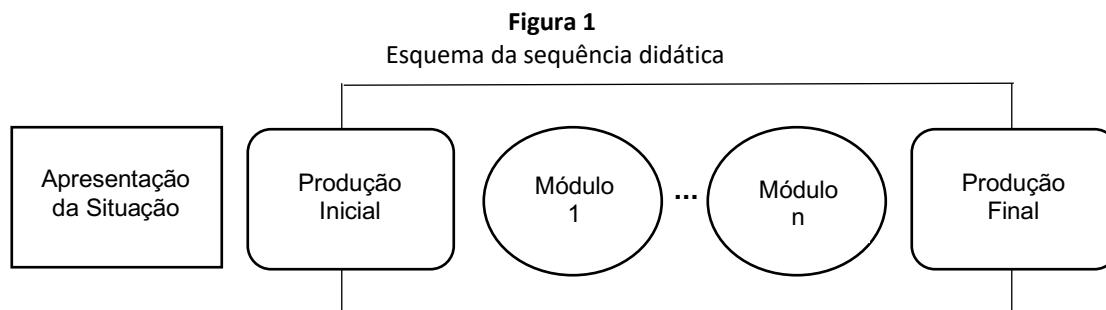 Figura 1
Esquema da sequência didática
Apresentação
da Situação
Produção
Inicial
Módulo
1
...
Módulo
n
Produção
Final